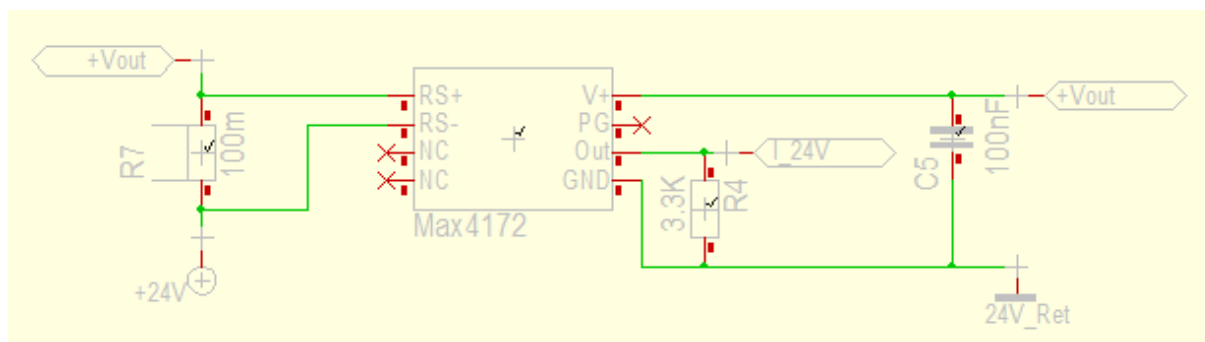 +Vout
RS+
RS-
NC
NC
V+
PG
Out
GND
Max4172
R7
100m
+24V
I_24V
3.3K
R4
C5
100nF
+Vout
24V_Ret